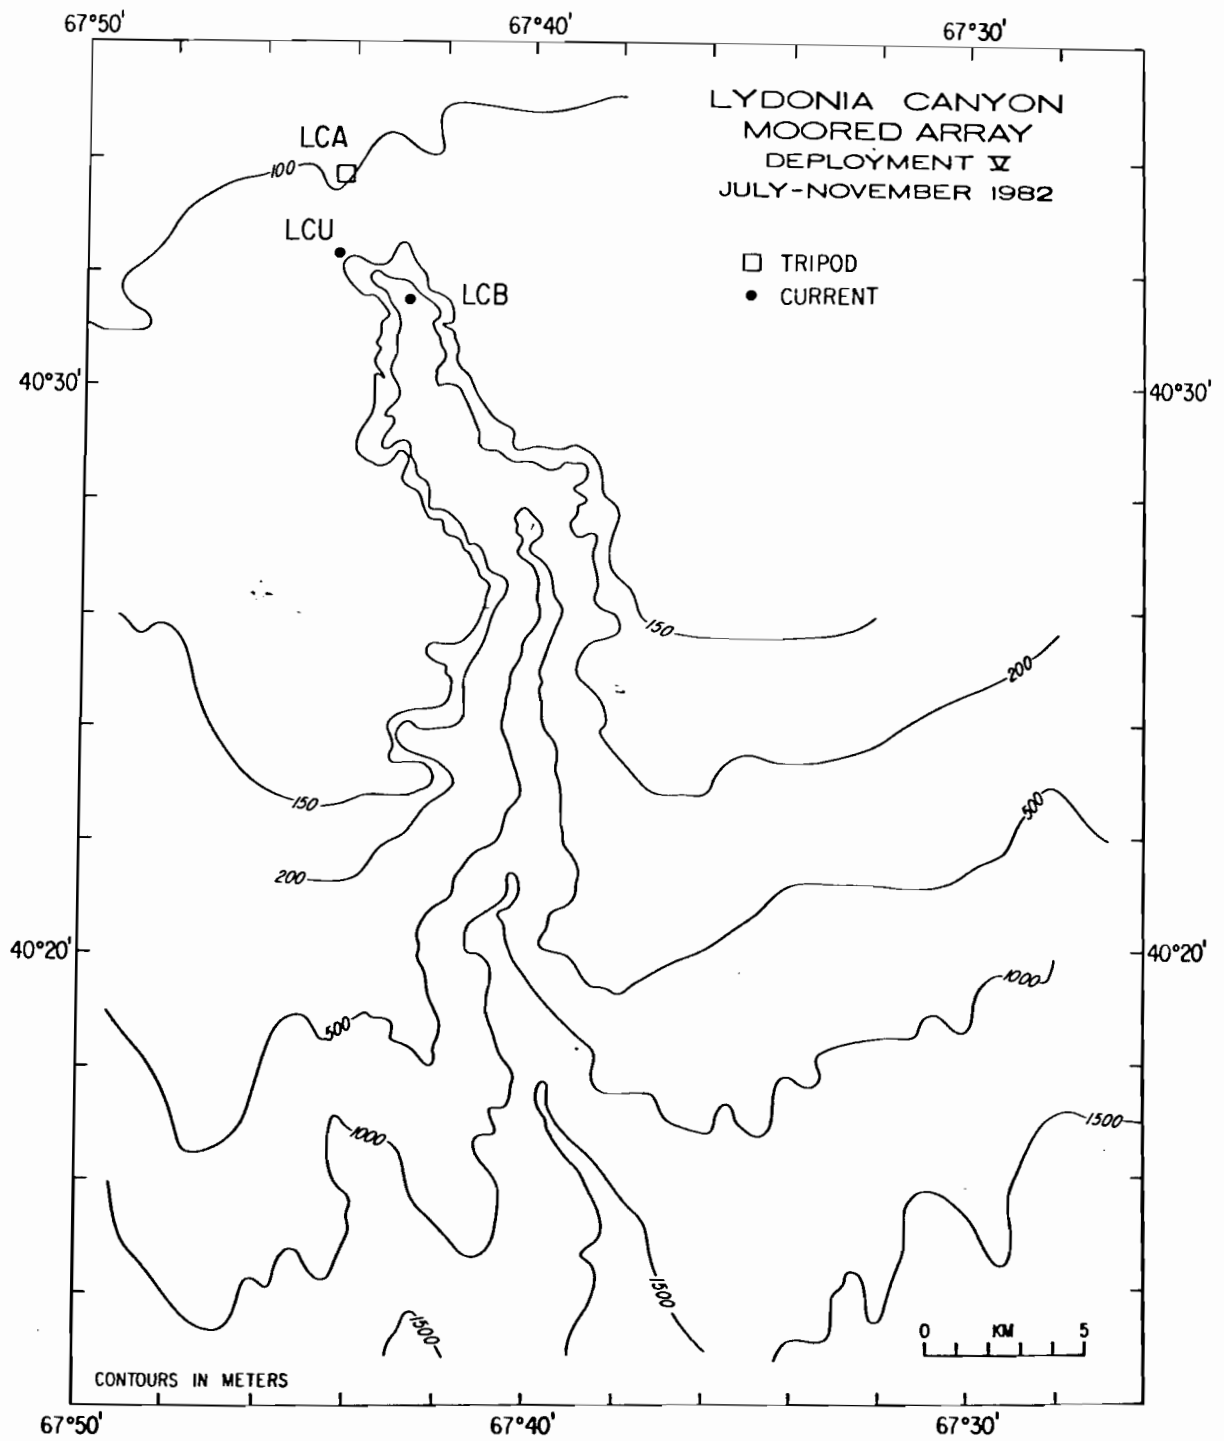 67°50'
67°40'
67°30'
LYDONIA CANYON
MOORED ARRAY
DEPLOYMENT V
JULY-NOVEMBER 1982
LCA
100
LCU
TRIPOD
LCB
CURRENT
40°30'
40°30'
150
200
150
500
200
40°20'
40°20'
1000
500
1500
1000
1500
1500
0 KM 5
CONTOURS IN METERS
67°50'
67°40'
67°30'